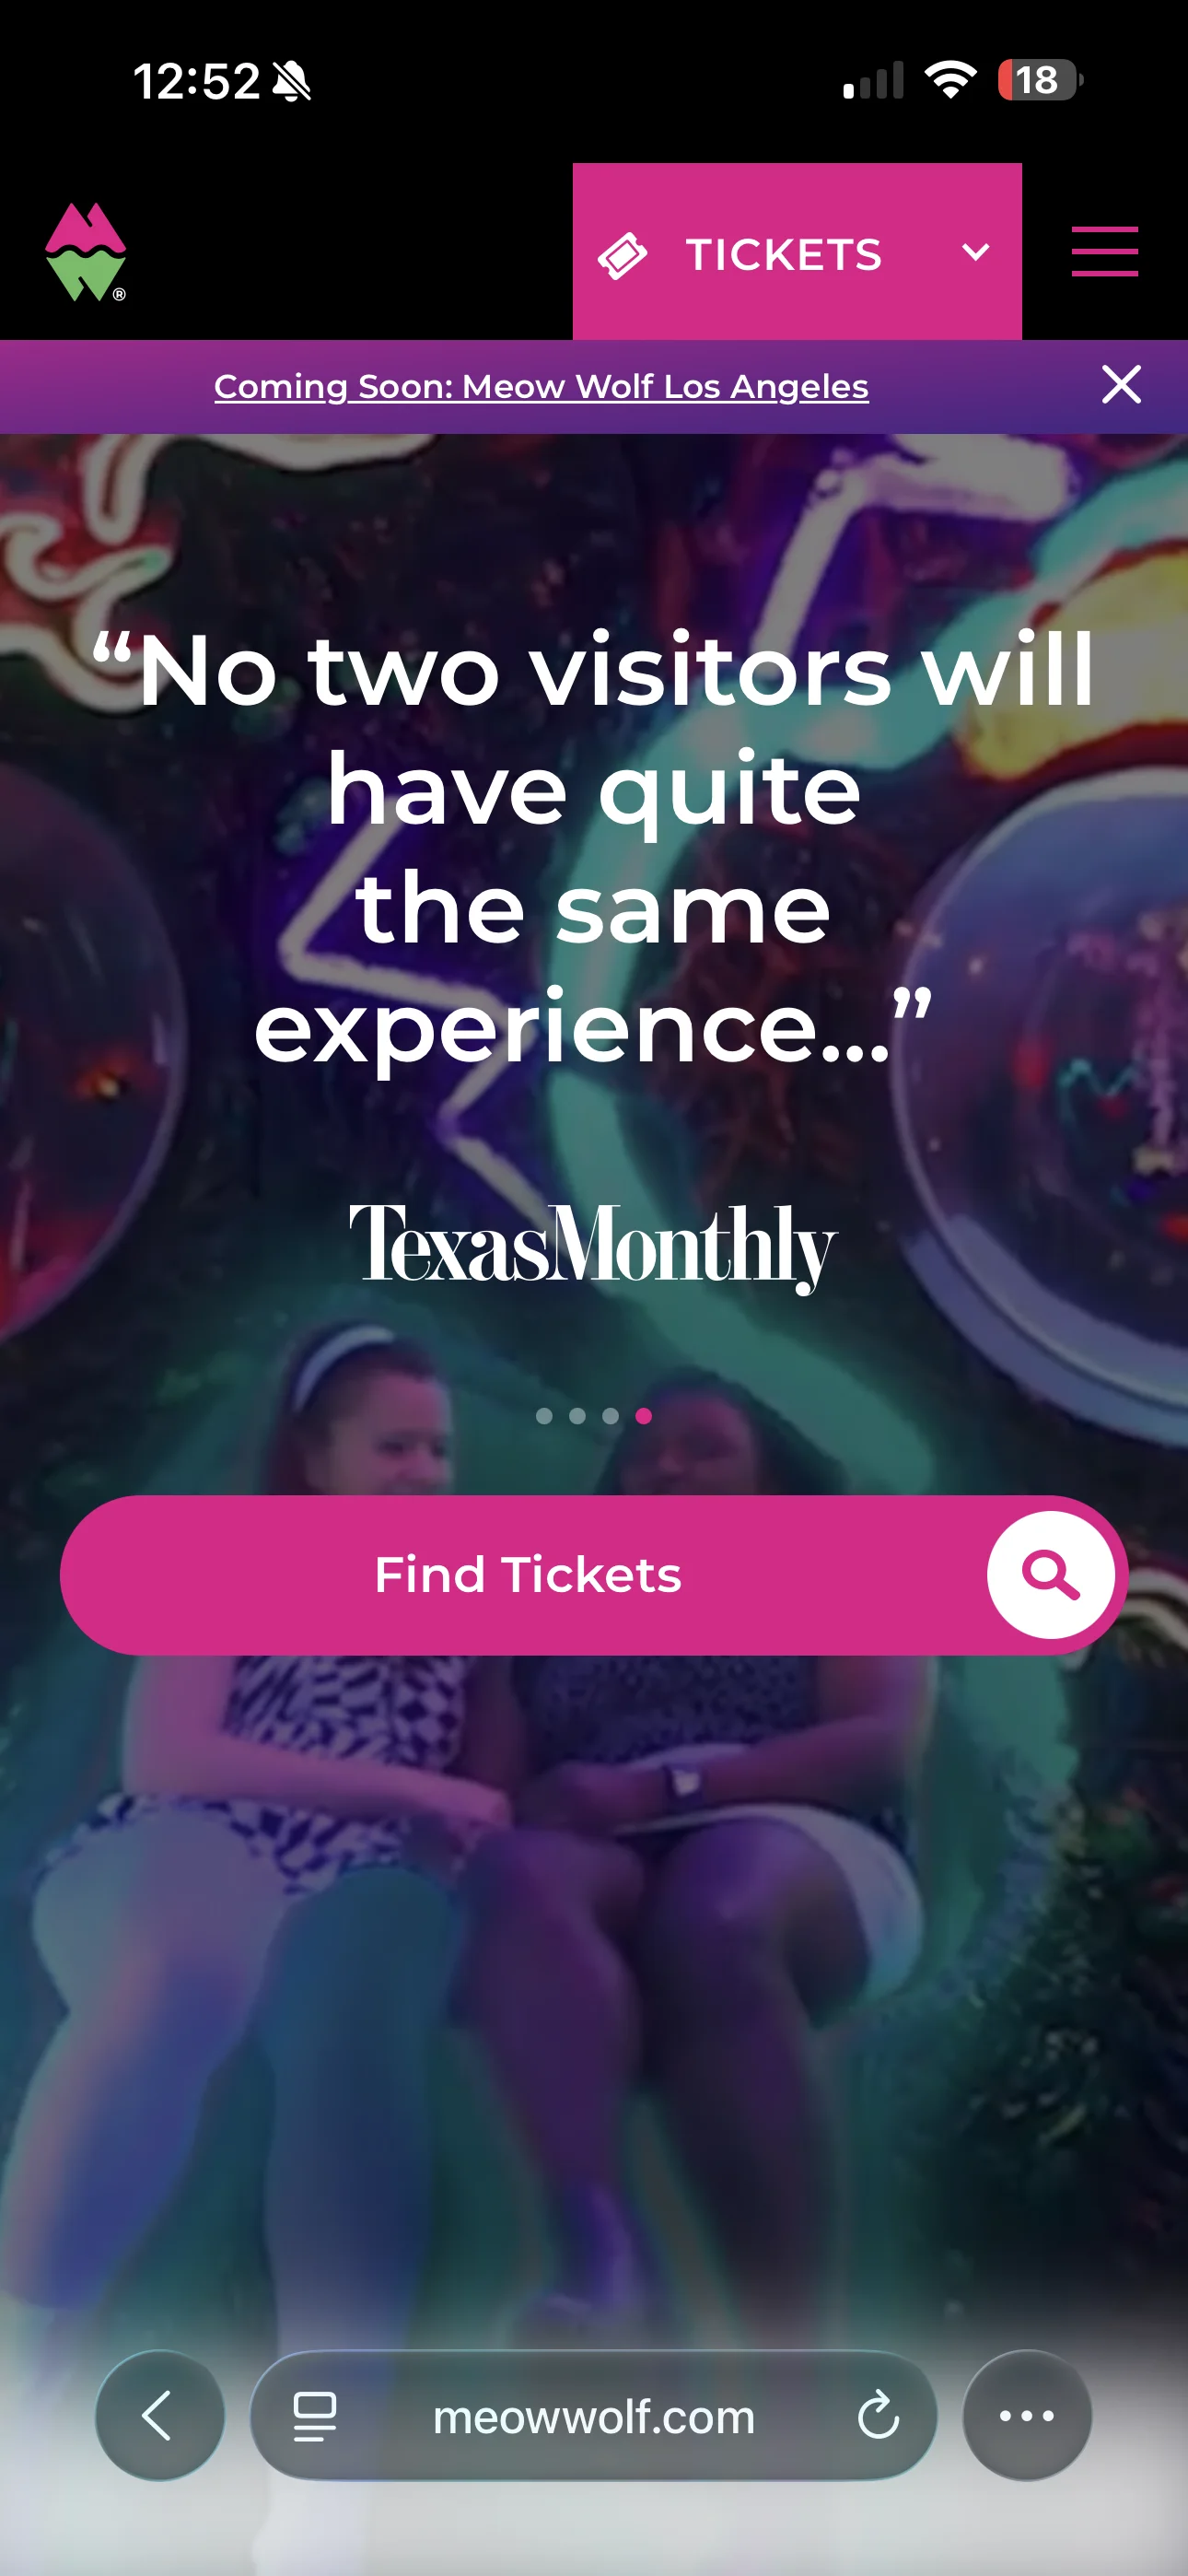 12:52
18
TICKETS
®
Coming Soon: Meow Wolf Los Angeles
“No two visitors will
have quite
the same
experience...”
TexasMonthly
Find Tickets
meowwolf.com